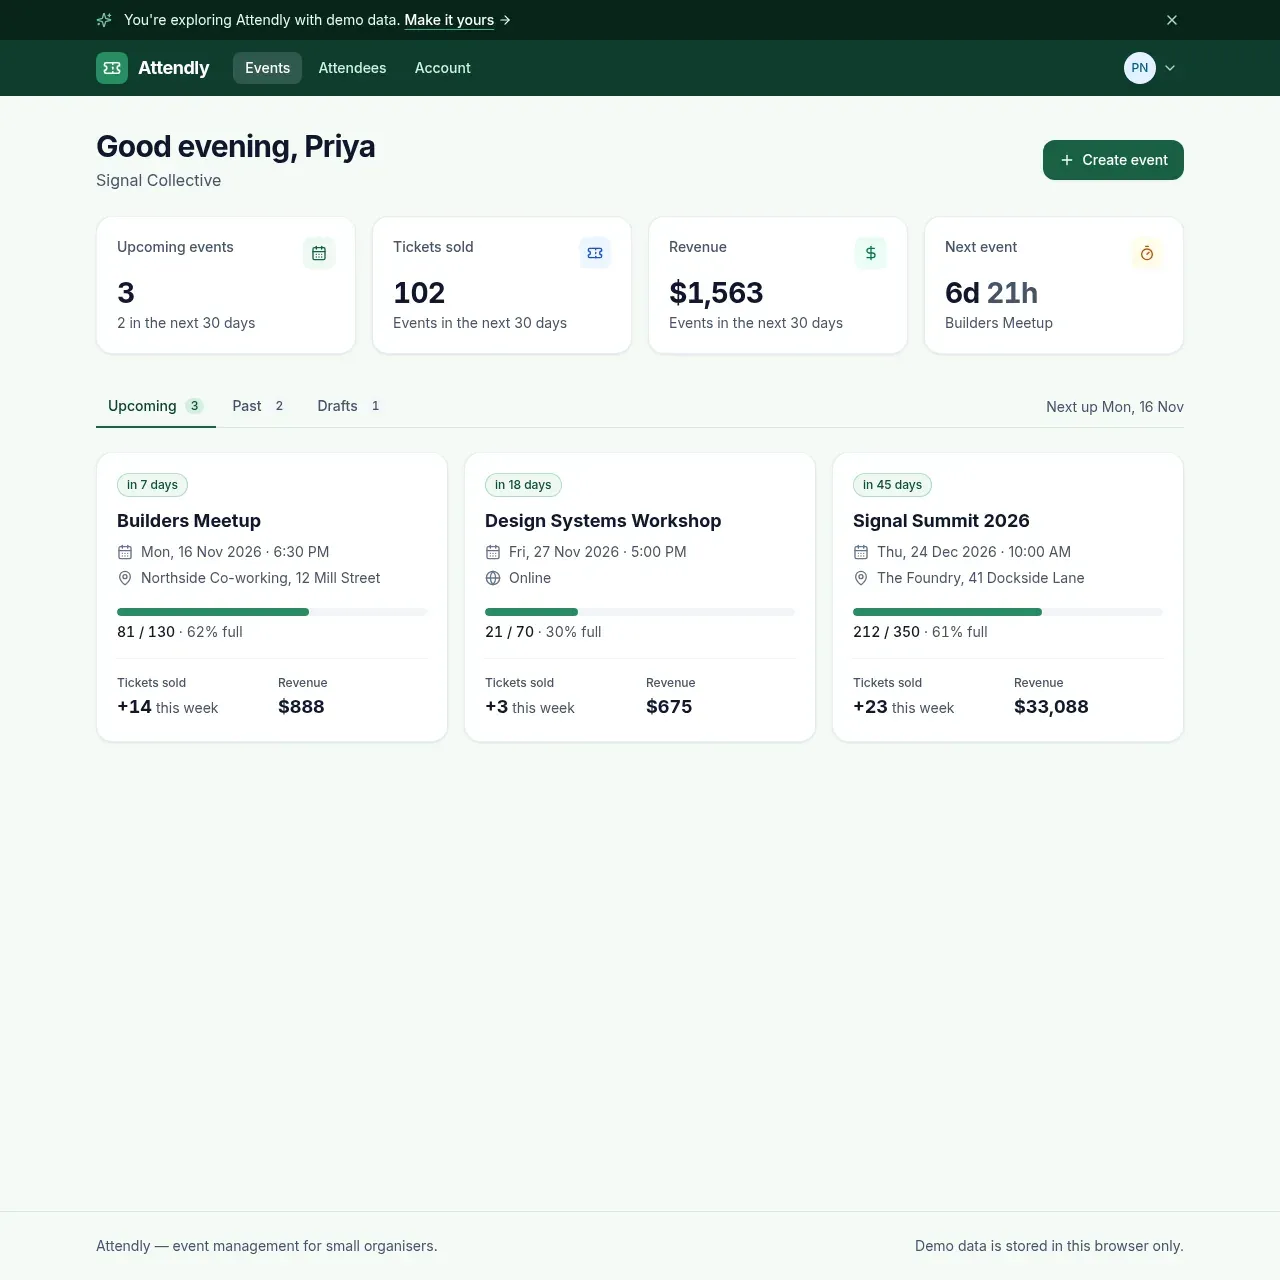 You're exploring Attendly with demo data. Make it yours →
Attendly
Events
Attendees
Account
PN
Good evening, Priya
Signal Collective
+ Create event
Upcoming events
3
2 in the next 30 days
Tickets sold
102
Events in the next 30 days
Revenue
$1,563
Events in the next 30 days
Next event
6d 21h
Builders Meetup
Upcoming 3
Past 2
Drafts 1
Next up Mon, 16 Nov
in 7 days
Builders Meetup
Mon, 16 Nov 2026 · 6:30 PM
Northside Co-working, 12 Mill Street
81 / 130 · 62% full
Tickets sold
+14 this week
Revenue
$888
in 18 days
Design Systems Workshop
Fri, 27 Nov 2026 · 5:00 PM
Online
21 / 70 · 30% full
Tickets sold
+3 this week
Revenue
$675
in 45 days
Signal Summit 2026
Thu, 24 Dec 2026 · 10:00 AM
The Foundry, 41 Dockside Lane
212 / 350 · 61% full
Tickets sold
+23 this week
Revenue
$33,088
Attendly — event management for small organisers.
Demo data is stored in this browser only.